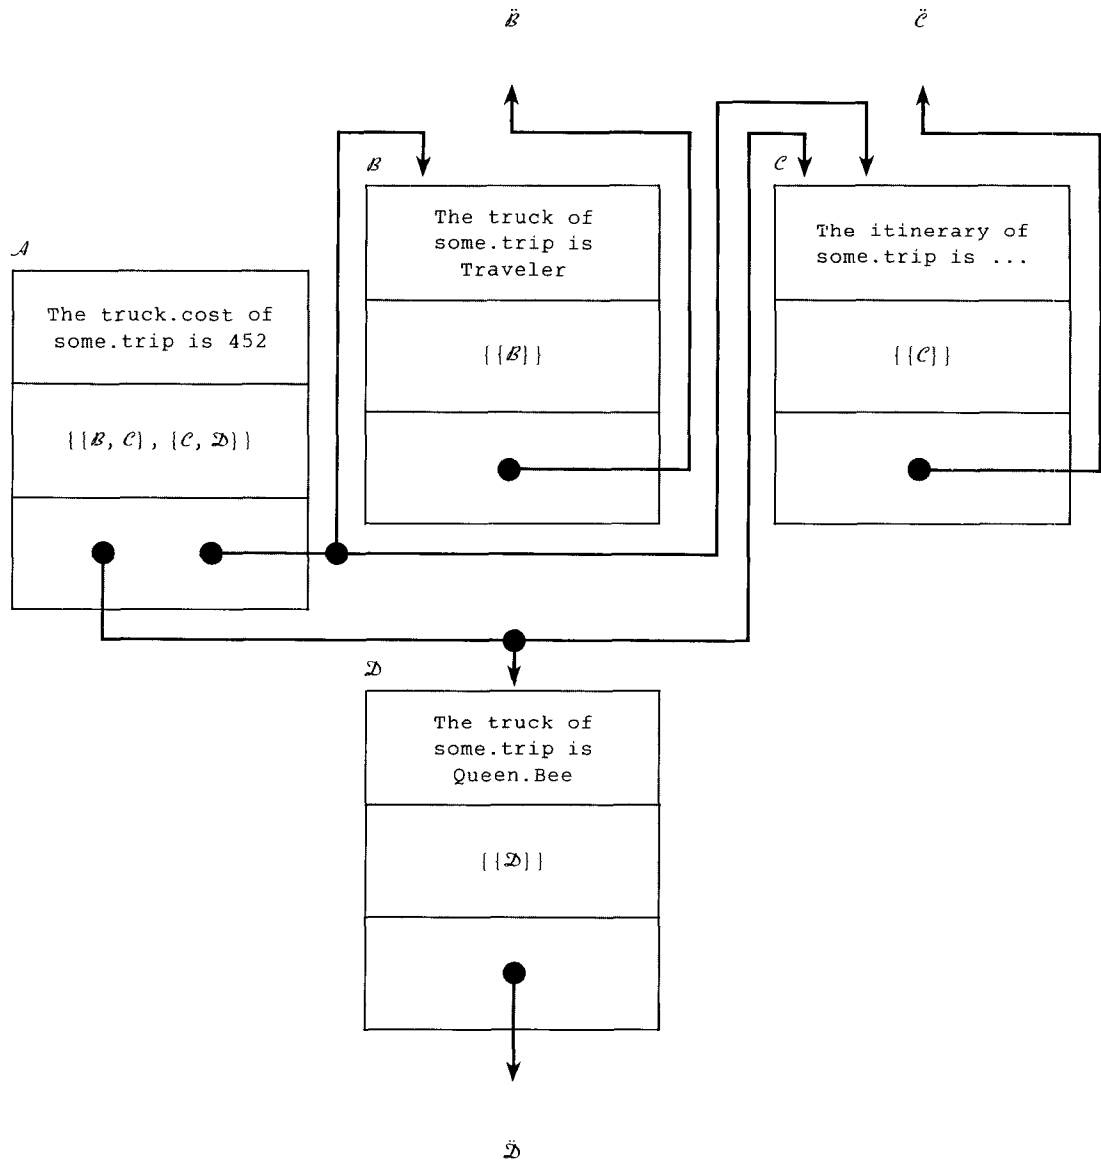 ℬ̈
𝒞̈
ℬ
The truck of
some.trip is
Traveler
{{ℬ}}
𝒞
The itinerary of
some.trip is ...
{{𝒞}}
𝒜
The truck.cost of
some.trip is 452
{{ℬ, 𝒞}, {𝒞, 𝒟}}
𝒟
The truck of
some.trip is
Queen.Bee
{{𝒟}}
𝒟̈